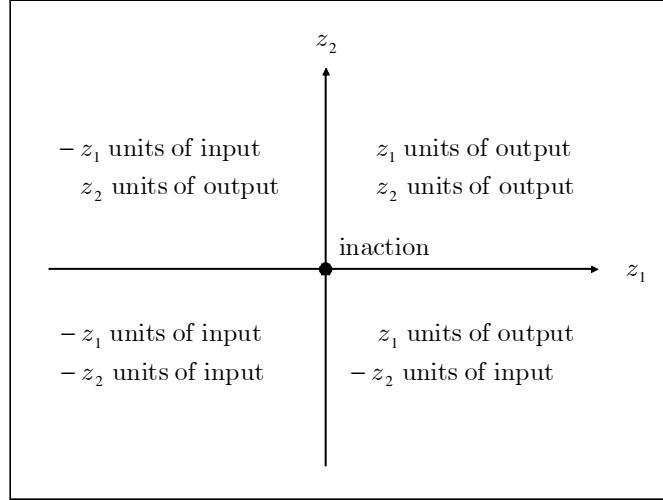 z₂
− z₁ units of input
z₂ units of output
z₁ units of output
z₂ units of output
inaction
z₁
− z₁ units of input
− z₂ units of input
z₁ units of output
− z₂ units of input